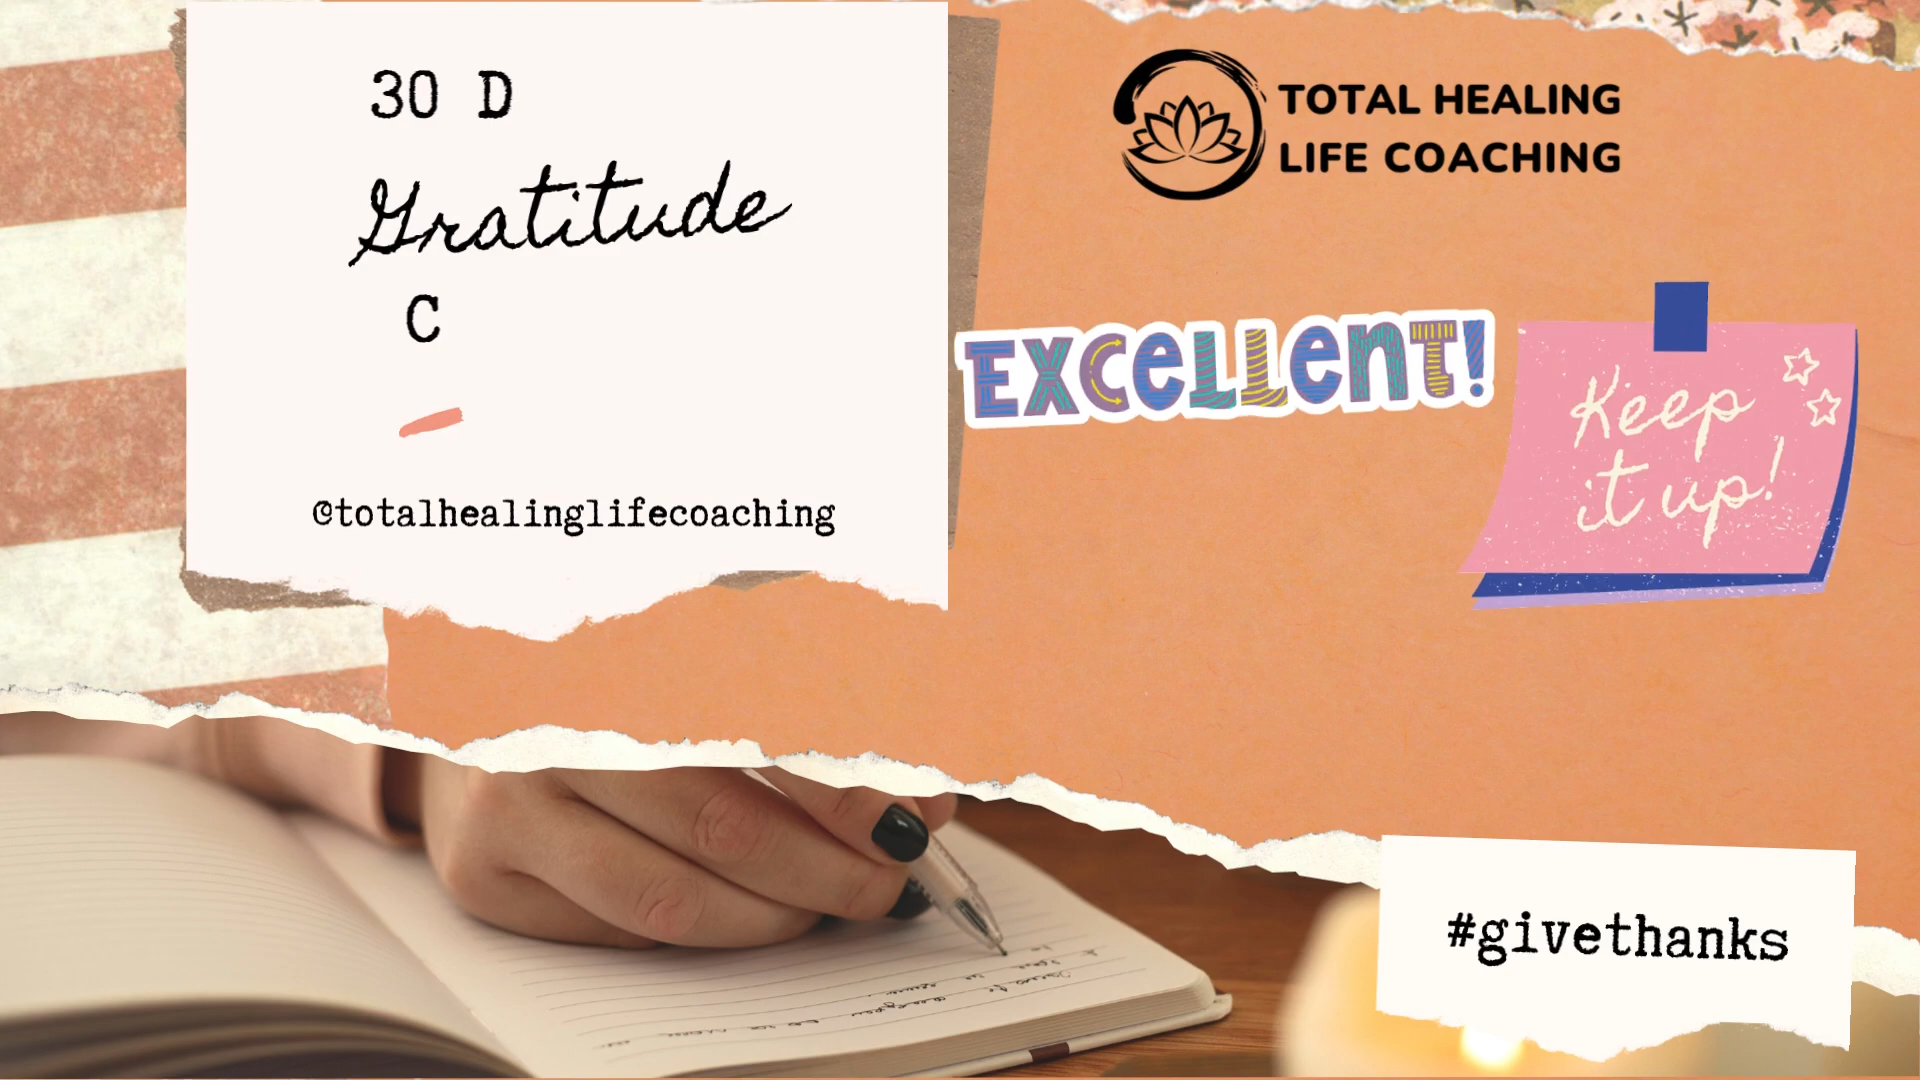 30 D
Gratitude
C
@totalhealinglifecoaching
TOTAL HEALING
LIFE COACHING
EXCELLENT!
Keep
it up!
#givethanks